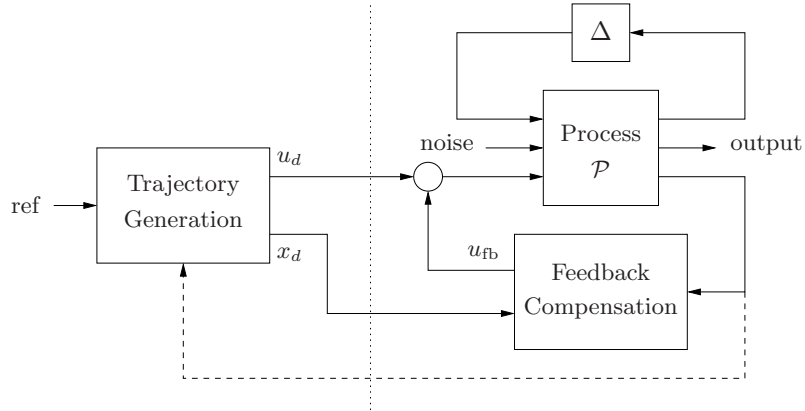 Δ
noise
Process
P
output
u_d
Trajectory
Generation
ref
x_d
u_fb
Feedback
Compensation